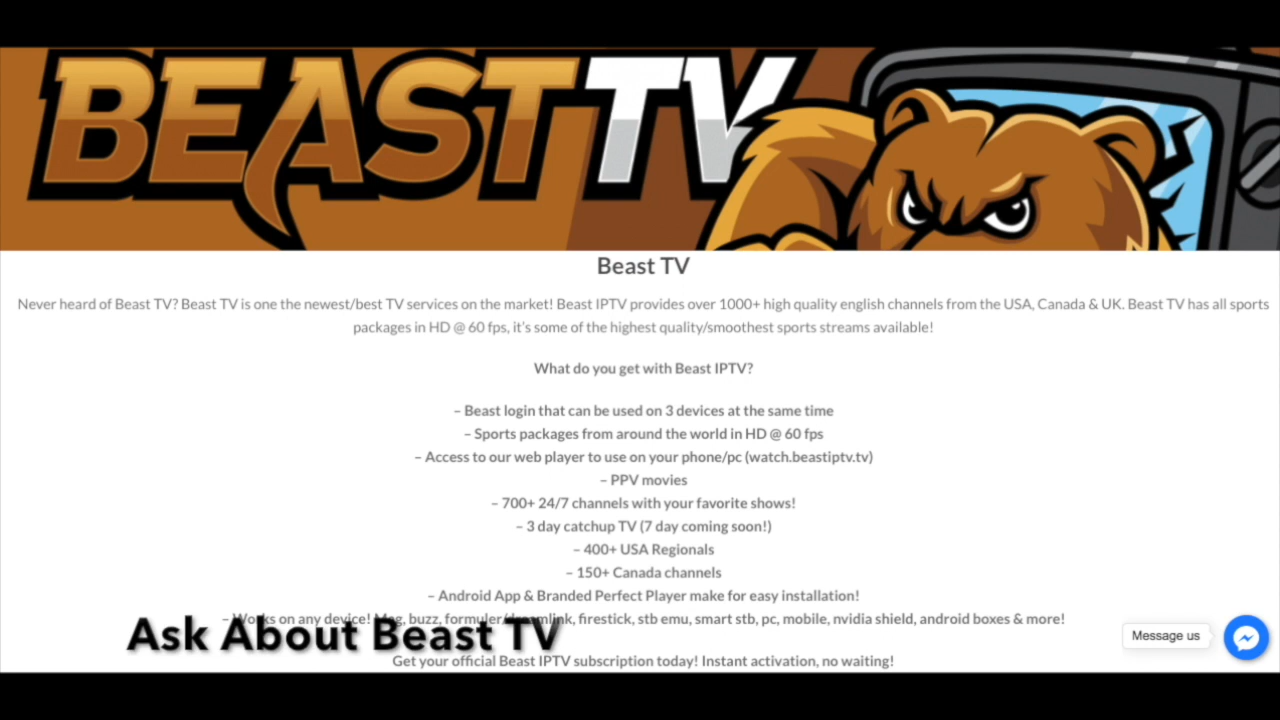 BEASTTV
Beast TV
Never heard of Beast TV? Beast TV is one the newest/best TV services on the market! Beast IPTV provides over 1000+ high quality english channels from the USA, Canada & UK. Beast TV has all sports
packages in HD @ 60 fps, it's some of the highest quality/smoothest sports streams available!
What do you get with Beast IPTV?
– Beast login that can be used on 3 devices at the same time
– Sports packages from around the world in HD @ 60 fps
– Access to our web player to use on your phone/pc (watch.beastiptv.tv)
– PPV movies
– 700+ 24/7 channels with your favorite shows!
– 3 day catchup TV (7 day coming soon!)
– 400+ USA Regionals
– 150+ Canada channels
– Android App & Branded Perfect Player make for easy installation!
– Works on any device! Mag, buzz, formuler/dreamlink, firestick, stb emu, smart stb, pc, mobile, nvidia shield, android boxes & more!
Ask About Beast TV
Message us
Get your official Beast IPTV subscription today! Instant activation, no waiting!